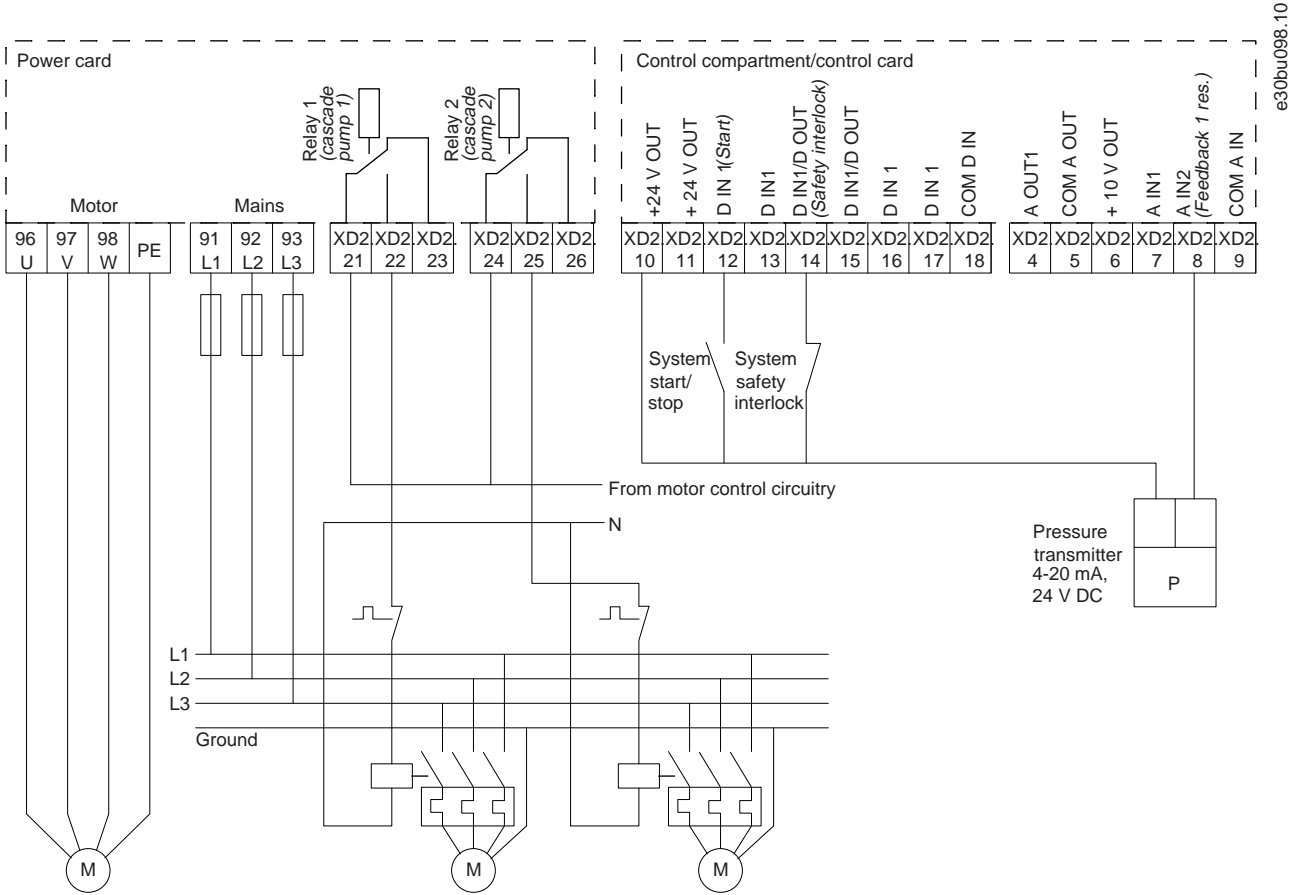 e30bu098.10
Power card
Relay 1
(cascade
pump 1)
Relay 2
(cascade
pump 2)
Motor
Mains
96
U
97
V
98
W
PE
91
L1
92
L2
93
L3
XD2.
21
XD2.
22
XD2.
23
XD2.
24
XD2.
25
XD2.
26
Control compartment/control card
+24 V OUT
+ 24 V OUT
D IN 1(Start)
D IN1
D IN1/D OUT
(Safety interlock)
D IN1/D OUT
D IN 1
D IN 1
COM D IN
A OUT1
COM A OUT
+ 10 V OUT
A IN1
A IN2
(Feedback 1 res.)
COM A IN
XD2.
10
XD2.
11
XD2.
12
XD2.
13
XD2.
14
XD2.
15
XD2.
16
XD2.
17
XD2.
18
XD2.
4
XD2.
5
XD2.
6
XD2.
7
XD2.
8
XD2.
9
System
start/
stop
System
safety
interlock
From motor control circuitry
N
Pressure
transmitter
4-20 mA,
24 V DC
P
L1
L2
L3
Ground
M
M
M